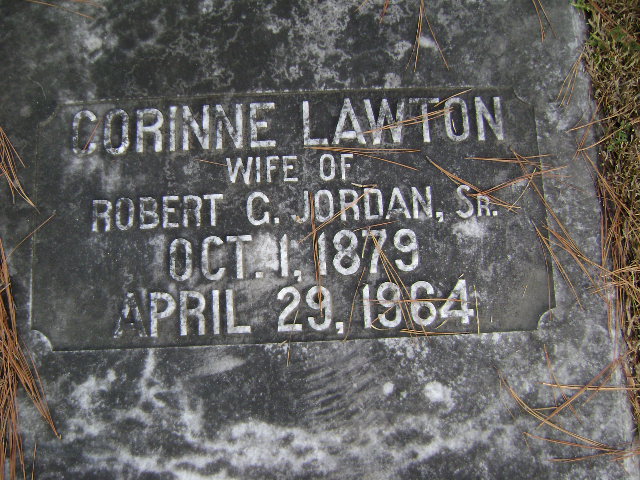 CORINNE LAWTON
WIFE OF
ROBERT G. JORDAN, SR.
OCT. 1, 1879
APRIL 29, 1964